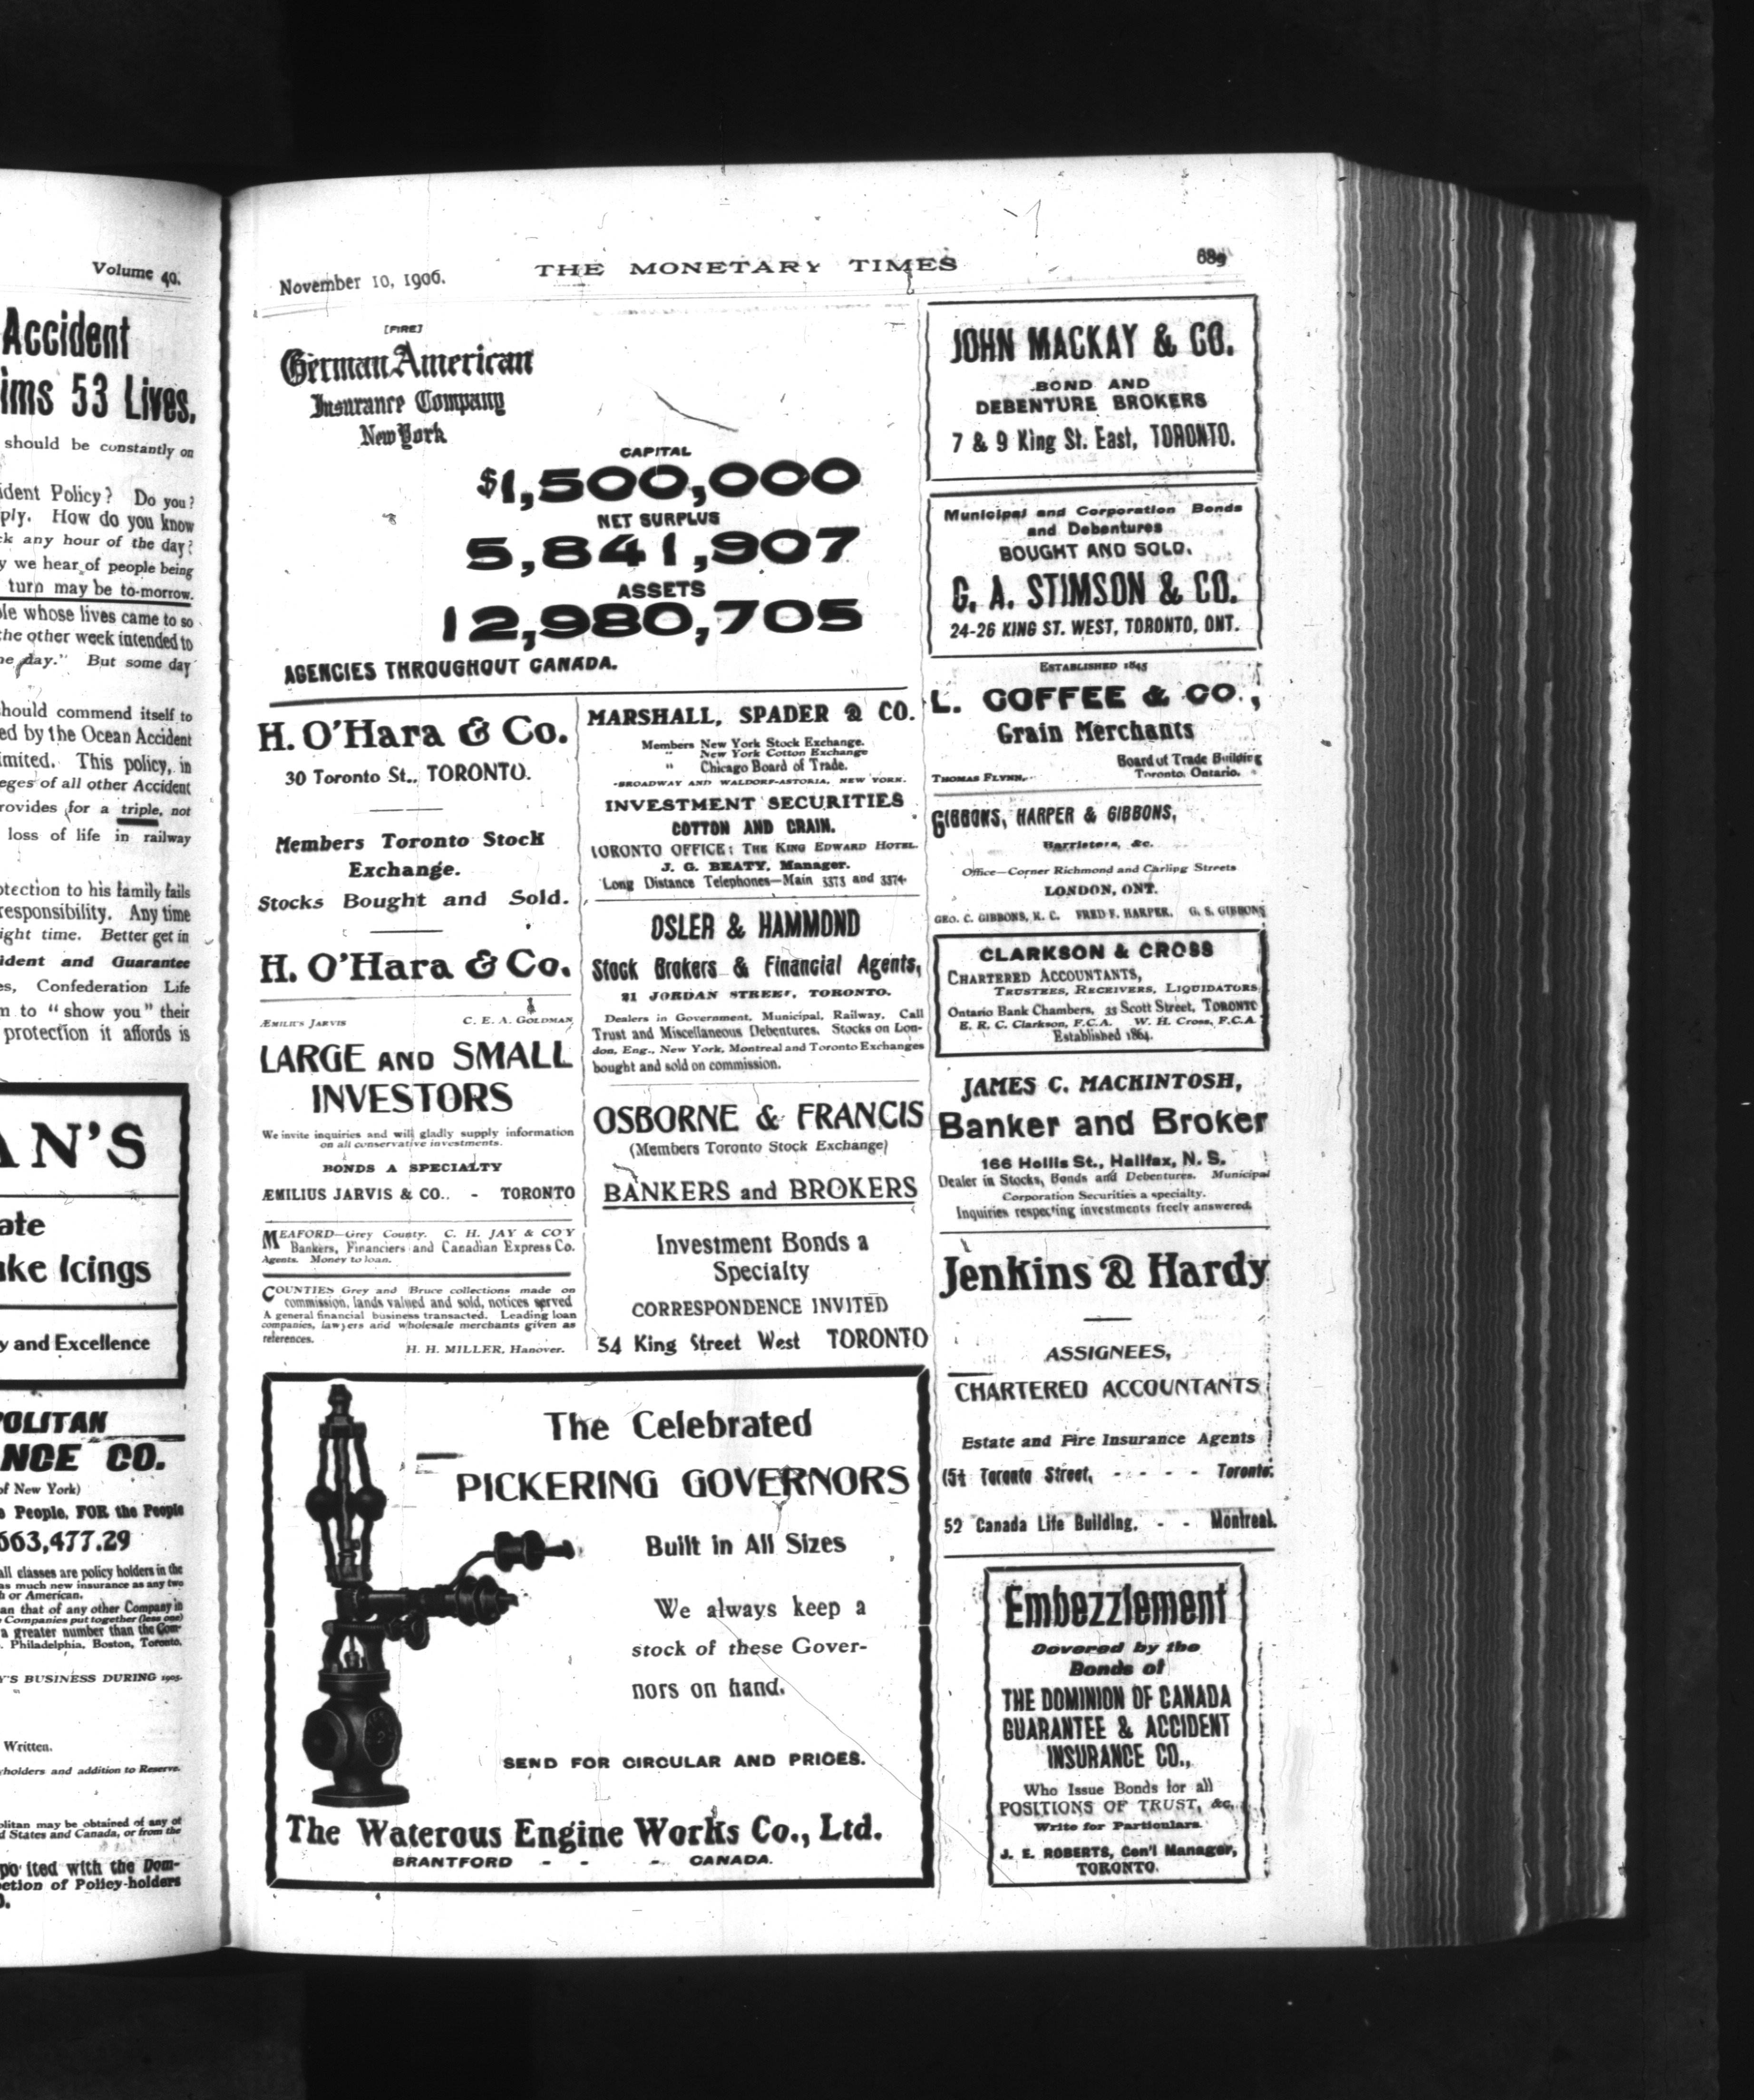 Volume 40.
Accident
ims 53 Lives.
should be constantly on
ident Policy? Do you?
ply. How do you know
ck any hour of the day?
y we hear of people being
turn may be to-morrow.
ple whose lives came to so
the other week intended to
ne day." But some day
should commend itself to
ed by the Ocean Accident
imited. This policy, in
eges of all other Accident
rovides for a triple, not
loss of life in railway
otection to his family fails
responsibility. Any time
ight time. Better get in
ident and Guarantee
es, Confederation Life
m to "show you" their
protection it affords is
AN'S
ate
ke Icings
y and Excellence
POLITAN
NCE CO.
of New York)
People, FOR the People
663,477.29
all classes are policy holders in the
as much new insurance as any two
h or American.
an that of any other Company in
Companies put together (less one)
a greater number than the Com-
Philadelphia, Boston, Toronto,
Y'S BUSINESS DURING 1905.
Written.
holders and addition to Reserve.
olitan may be obtained of any of
d States and Canada, or from the
ited with the Dom-
ection of Policy-holders
November 10, 1906.
THE MONETARY TIMES
689
[FIRE]
German American
Insurance Company
New York
CAPITAL
$1,500,000
NET SURPLUS
5,841,907
ASSETS
12,980,705
AGENCIES THROUGHOUT CANADA.
H. O'Hara & Co.
30 Toronto St., TORONTO.
Members Toronto Stock
Exchange.
Stocks Bought and Sold.
H. O'Hara & Co.
ÆMILIUS JARVIS C. E. A. GOLDMAN
LARGE AND SMALL
INVESTORS
We invite inquiries and will gladly supply information
on all conservative investments.
BONDS A SPECIALTY
ÆMILIUS JARVIS & CO.. - TORONTO
MEAFORD—Grey County. C. H. JAY & COY
Bankers, Financiers and Canadian Express Co.
Agents. Money to loan.
COUNTIES Grey and Bruce collections made on
commission, lands valued and sold, notices served
A general financial business transacted. Leading loan
companies, lawyers and wholesale merchants given as
references.
H. H. MILLER, Hanover.
MARSHALL, SPADER & CO.
Members New York Stock Exchange.
" New York Cotton Exchange
" Chicago Board of Trade.
BROADWAY AND WALDORF-ASTORIA, NEW YORK.
INVESTMENT SECURITIES
COTTON AND GRAIN.
TORONTO OFFICE: THE KING EDWARD HOTEL.
J. G. BEATY, Manager.
Long Distance Telephones—Main 3373 and 3374.
OSLER & HAMMOND
Stock Brokers & Financial Agents,
21 JORDAN STREET, TORONTO.
Dealers in Government, Municipal, Railway, Call
Trust and Miscellaneous Debentures. Stocks on Lon-
don, Eng., New York, Montreal and Toronto Exchanges
bought and sold on commission.
OSBORNE & FRANCIS
(Members Toronto Stock Exchange)
BANKERS and BROKERS
Investment Bonds a
Specialty
CORRESPONDENCE INVITED
54 King Street West TORONTO
JOHN MACKAY & CO.
BOND AND
DEBENTURE BROKERS
7 & 9 King St. East, TORONTO.
Municipal and Corporation Bonds
and Debentures
BOUGHT AND SOLD.
G. A. STIMSON & CO.
24-26 KING ST. WEST, TORONTO, ONT.
ESTABLISHED 1845
L. COFFEE & CO.,
Grain Merchants
Board of Trade Building
THOMAS FLYNN, Toronto, Ontario.
GIBBONS, HARPER & GIBBONS,
Barristers, &c.
Office—Corner Richmond and Carling Streets
LONDON, ONT.
GEO. C. GIBBONS, K. C. FRED F. HARPER. G. S. GIBBONS
CLARKSON & CROSS
CHARTERED ACCOUNTANTS,
TRUSTEES, RECEIVERS, LIQUIDATORS
Ontario Bank Chambers, 33 Scott Street, TORONTO
E. R. C. Clarkson, F.C.A. W. H. Cross, F.C.A
Established 1864.
JAMES C. MACKINTOSH,
Banker and Broker
166 Hollis St., Halifax, N. S.
Dealer in Stocks, Bonds and Debentures. Municipal
Corporation Securities a specialty.
Inquiries respecting investments freely answered.
Jenkins & Hardy
ASSIGNEES,
CHARTERED ACCOUNTANTS
Estate and Fire Insurance Agents
15½ Toronto Street, - - - - Toronto.
52 Canada Life Building, - - Montreal.
The Celebrated
PICKERING GOVERNORS
Built in All Sizes
We always keep a
stock of these Gover-
nors on hand.
SEND FOR CIRCULAR AND PRICES.
The Waterous Engine Works Co., Ltd.
BRANTFORD - - - CANADA.
Embezzlement
Covered by the
Bonds of
THE DOMINION OF CANADA
GUARANTEE & ACCIDENT
INSURANCE CO.,
Who Issue Bonds for all
POSITIONS OF TRUST, &c.
Write for Particulars.
J. E. ROBERTS, Gen'l Manager,
TORONTO.